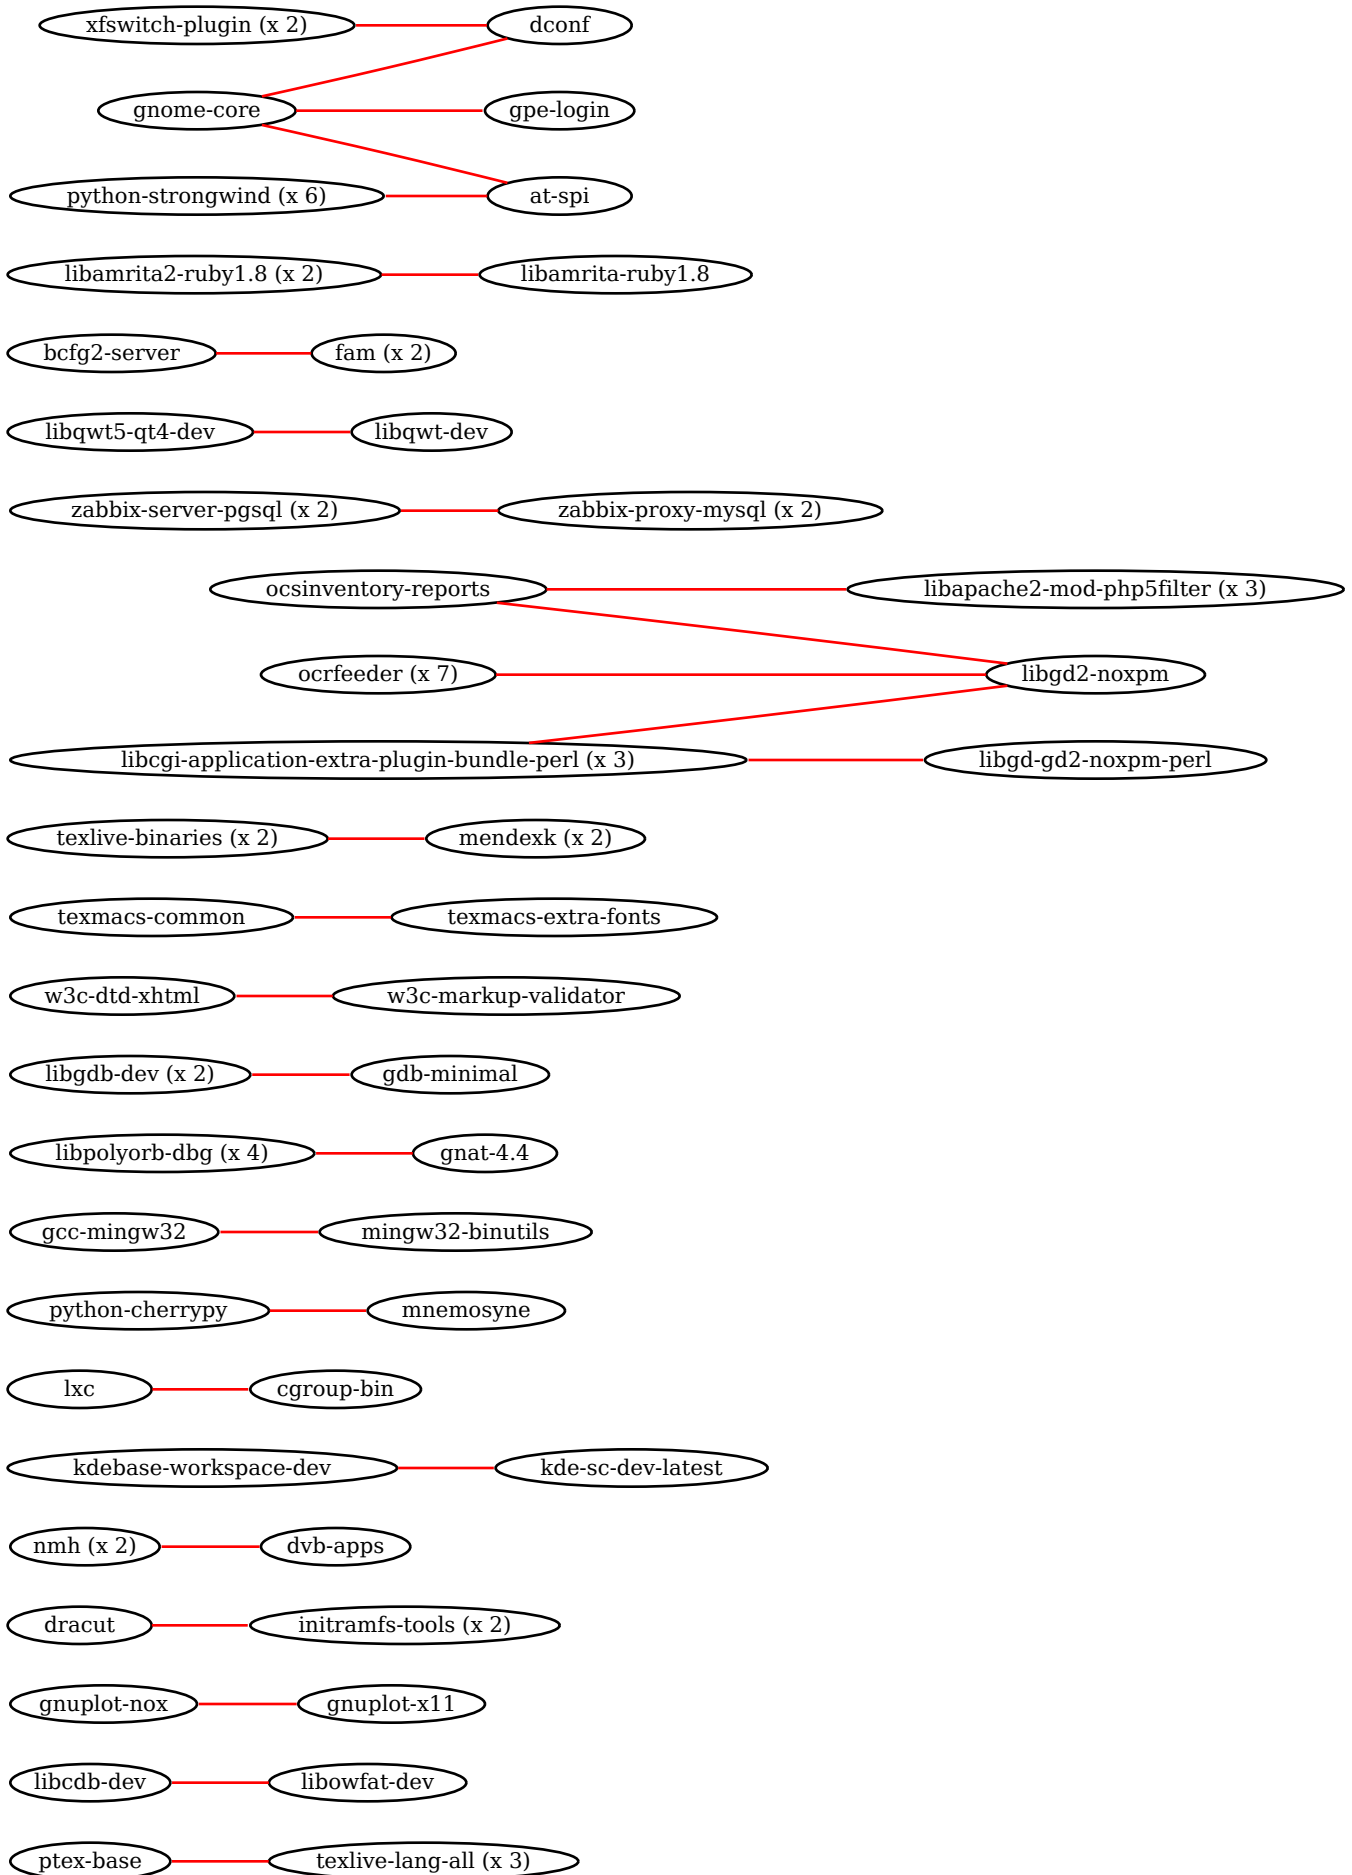 xfswitch-plugin (x 2) dconf
gnome-core gpe-login
python-strongwind (x 6) at-spi
libamrita2-ruby1.8 (x 2) libamrita-ruby1.8
bcfg2-server fam (x 2)
libqwt5-qt4-dev libqwt-dev
zabbix-server-pgsql (x 2) zabbix-proxy-mysql (x 2)
ocsinventory-reports libapache2-mod-php5filter (x 3)
ocrfeeder (x 7) libgd2-noxpm
libcgi-application-extra-plugin-bundle-perl (x 3) libgd-gd2-noxpm-perl
texlive-binaries (x 2) mendexk (x 2)
texmacs-common texmacs-extra-fonts
w3c-dtd-xhtml w3c-markup-validator
libgdb-dev (x 2) gdb-minimal
libpolyorb-dbg (x 4) gnat-4.4
gcc-mingw32 mingw32-binutils
python-cherrypy mnemosyne
lxc cgroup-bin
kdebase-workspace-dev kde-sc-dev-latest
nmh (x 2) dvb-apps
dracut initramfs-tools (x 2)
gnuplot-nox gnuplot-x11
libcdb-dev libowfat-dev
ptex-base texlive-lang-all (x 3)